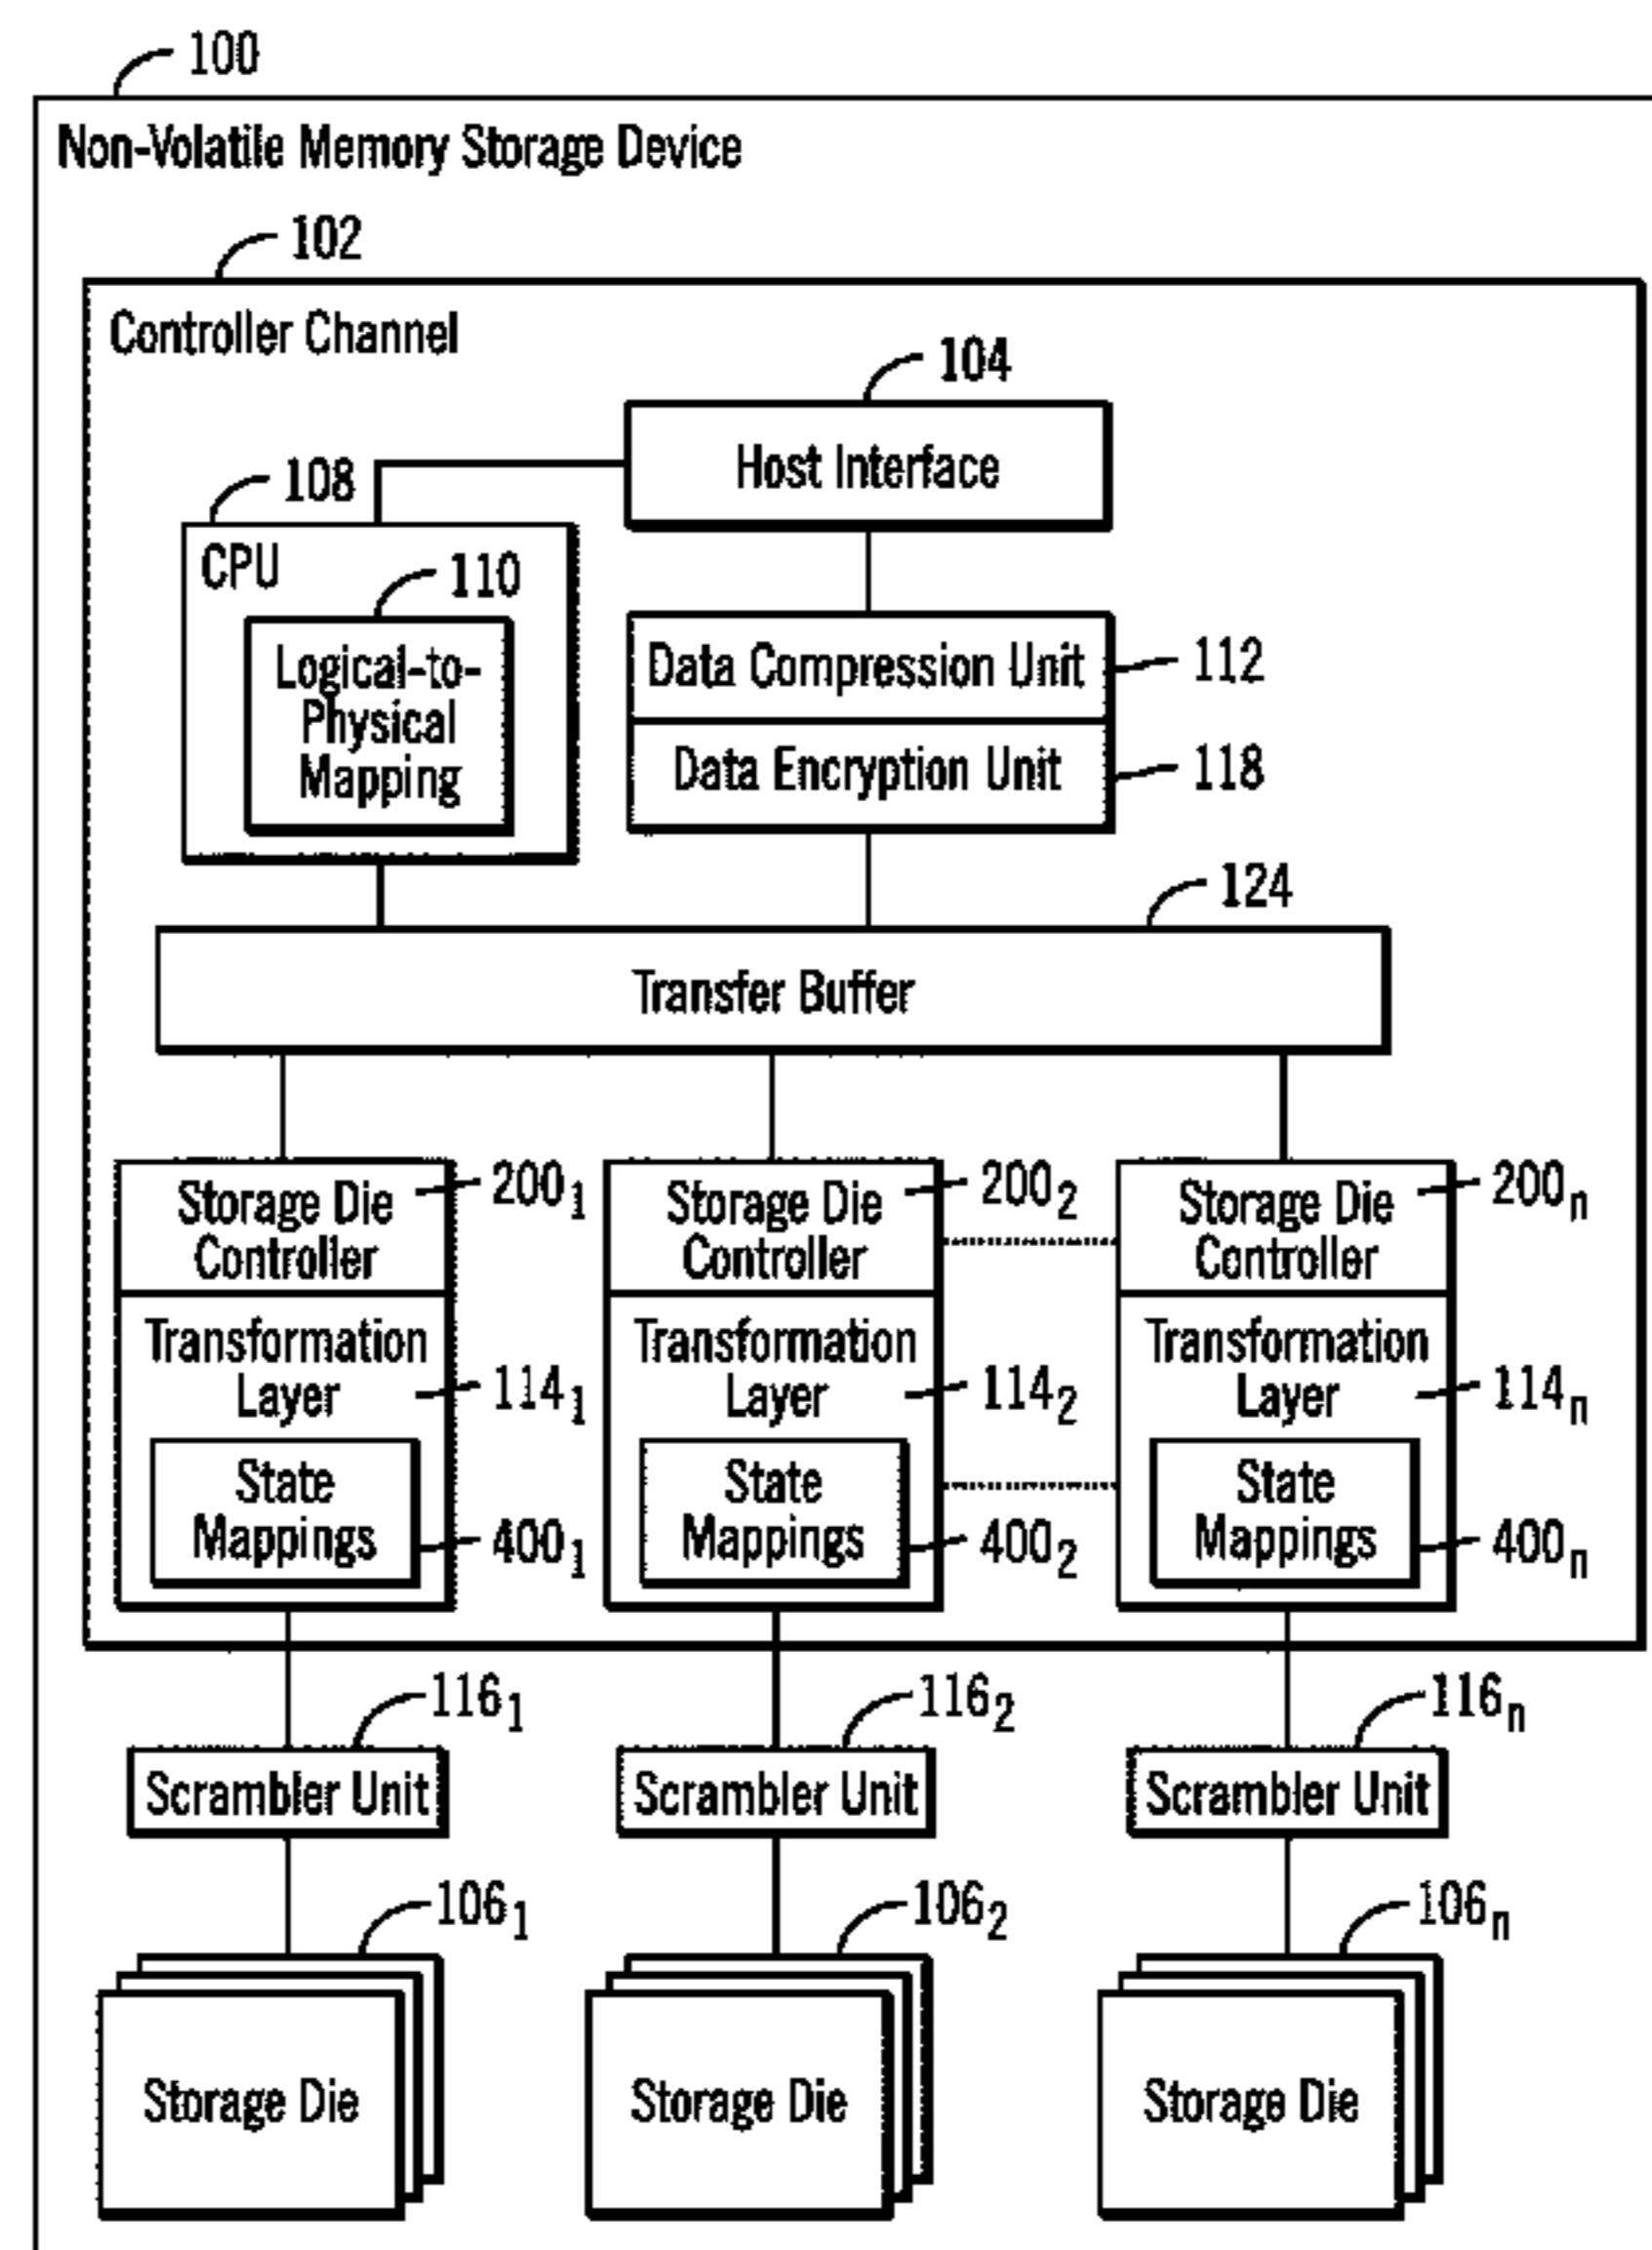 100
Non-Volatile Memory Storage Device
102
Controller Channel
104
Host Interface
108
CPU
110
Logical-to-
Physical
Mapping
Data Compression Unit
112
Data Encryption Unit
118
124
Transfer Buffer
Storage Die
Controller
200₁
Transformation
Layer
114₁
State
Mappings
400₁
Storage Die
Controller
200₂
Transformation
Layer
114₂
State
Mappings
400₂
Storage Die
Controller
200ₙ
Transformation
Layer
114ₙ
State
Mappings
400ₙ
116₁
Scrambler Unit
116₂
Scrambler Unit
116ₙ
Scrambler Unit
106₁
Storage Die
106₂
Storage Die
106ₙ
Storage Die